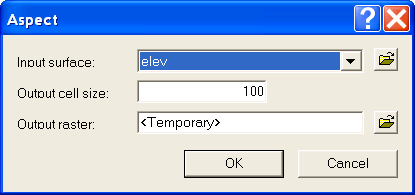 Aspect
Input surface: elev
Output cell size: 100
Output raster: <Temporary>
OK Cancel